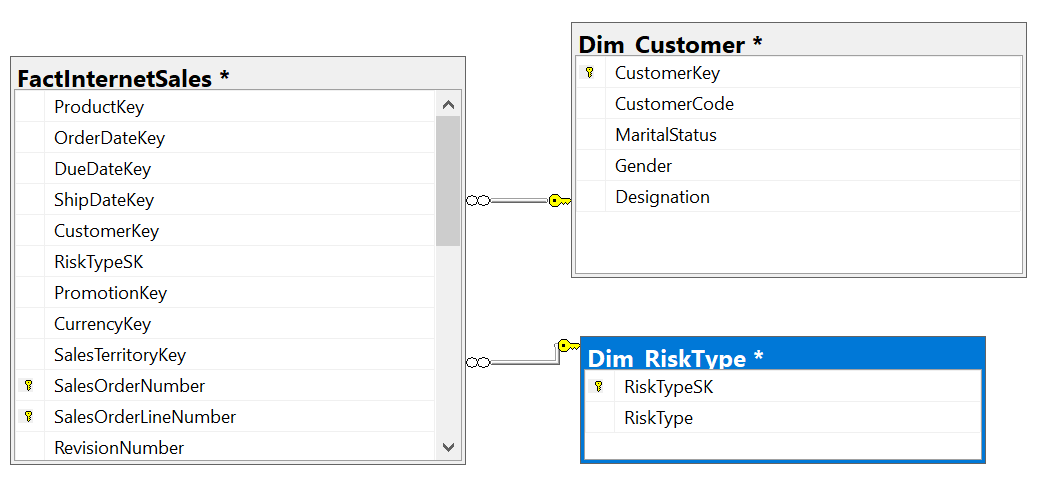 FactInternetSales *
ProductKey
OrderDateKey
DueDateKey
ShipDateKey
CustomerKey
RiskTypeSK
PromotionKey
CurrencyKey
SalesTerritoryKey
SalesOrderNumber
SalesOrderLineNumber
RevisionNumber
Dim_Customer *
CustomerKey
CustomerCode
MaritalStatus
Gender
Designation
Dim_RiskType *
RiskTypeSK
RiskType